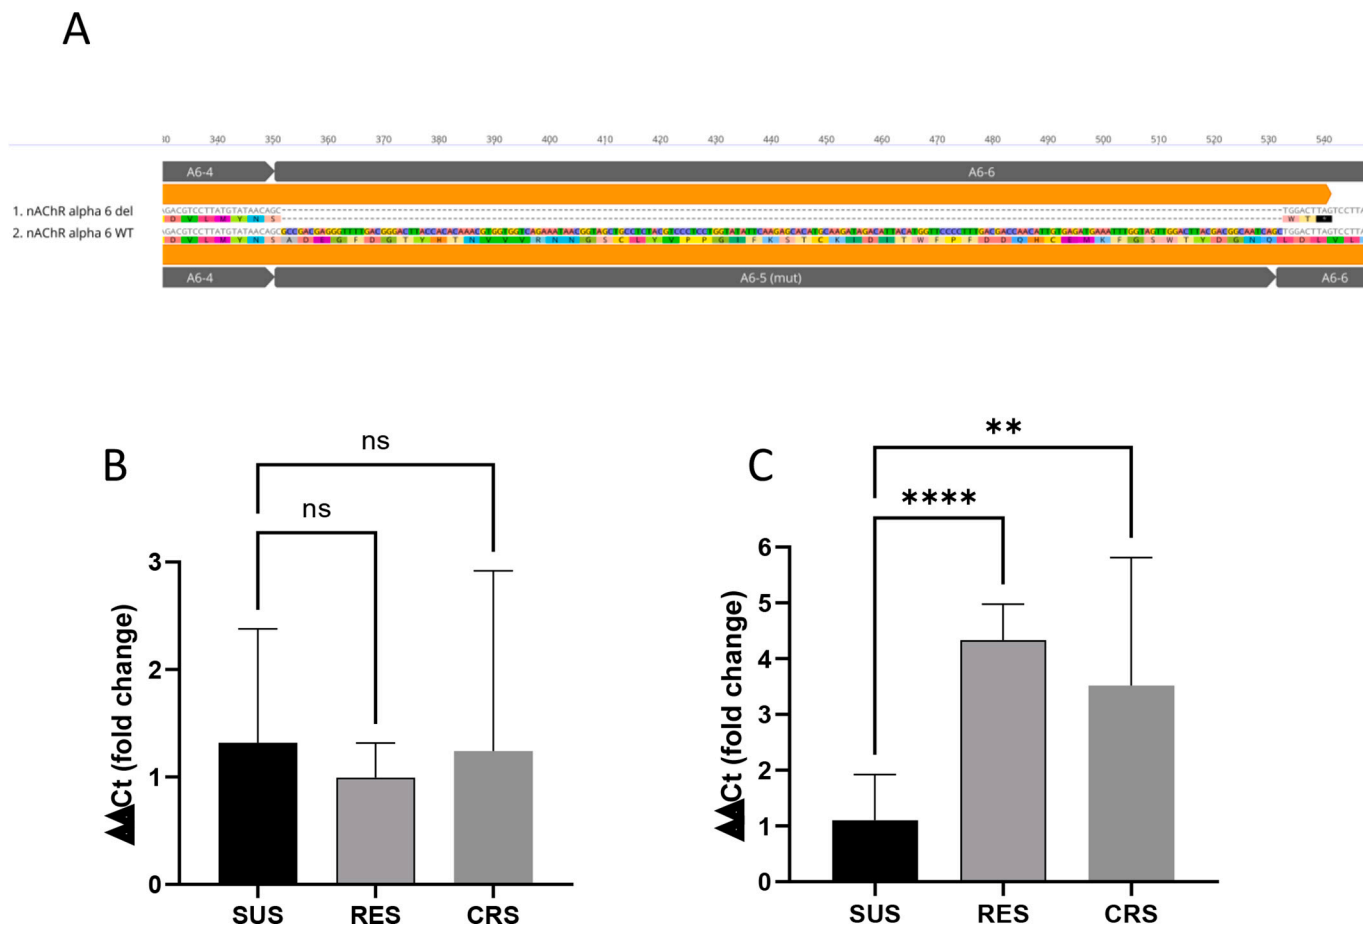 A
340 350 360 370 380 390 400 410 420 430 440 450 460 470 480 490 500 510 520 530 540
A6-4 A6-6
1. nAChR alpha 6 del
D V L M Y N S W T *
2. nAChR alpha 6 WT
D V L M Y N S A D E G F D G T Y H T N V V V R N N G S C L Y V P P G I F K S T C K I D I T W F P F D D Q H C E M K F G S W T Y D G N Q L D L V L
A6-4 A6-5 (mut) A6-6
B
ns
ns
3
2
1
0
▲▲Ct (fold change)
SUS RES CRS
C
**
****
6
5
4
3
2
1
0
▲▲Ct (fold change)
SUS RES CRS